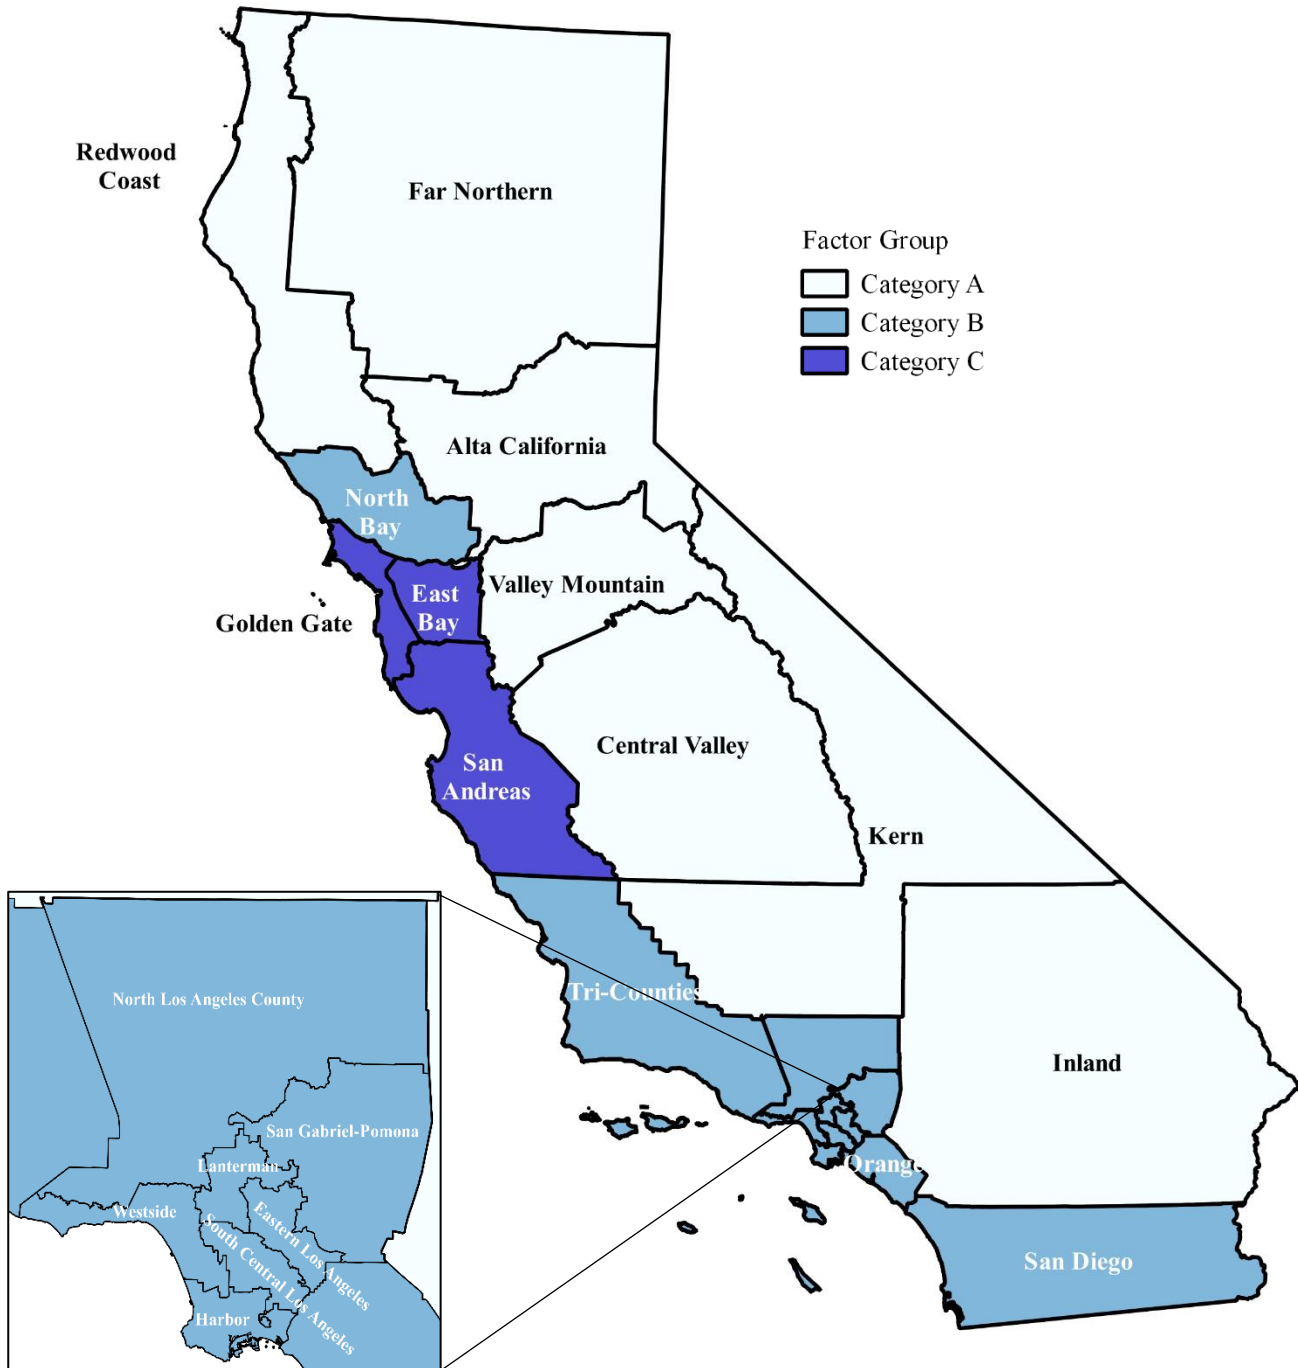 Redwood
Coast
Far Northern
Factor Group
Category A
Category B
Category C
Alta California
North
Bay
Valley Mountain
East
Bay
Golden Gate
Central Valley
San
Andreas
Kern
Tri-Counties
Inland
Orange
San Diego
North Los Angeles County
San Gabriel-Pomona
Lanterman
Westside
Eastern Los Angeles
South Central Los Angeles
Harbor